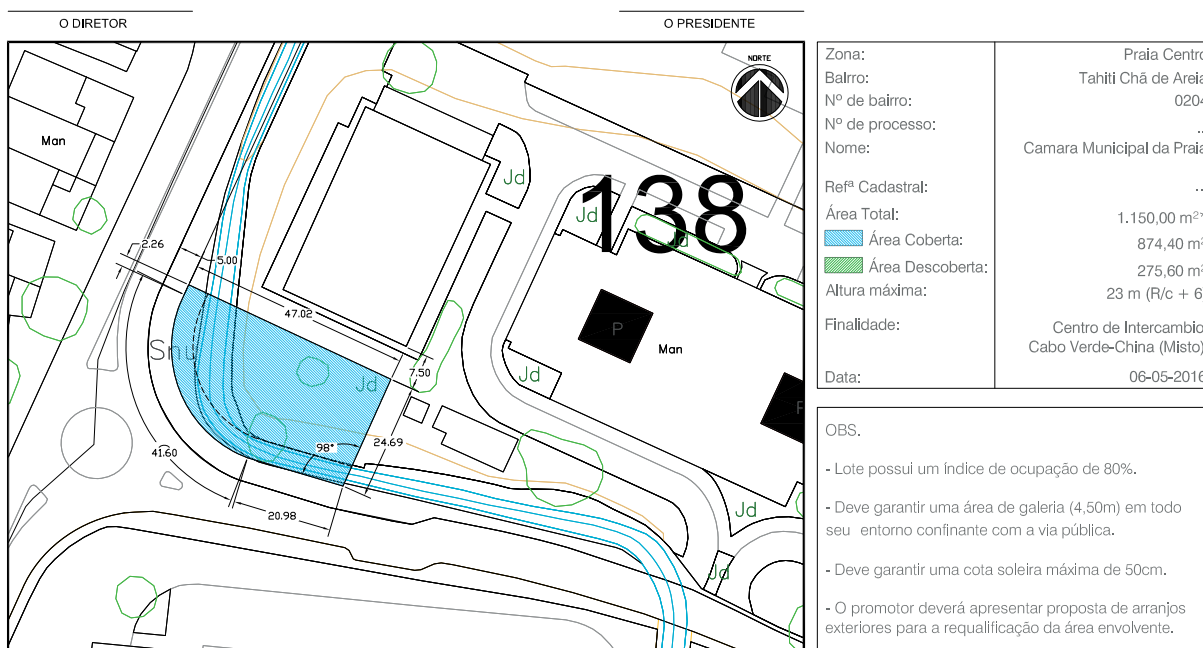 O DIRETOR
O PRESIDENTE
NORTE
Man
Jd
138
Jd
Jd
2.26
5.00
47.02
P
Man
Snu
Jd
7.50
Jd
P
98°
24.69
41.60
20.98
Jd
Jd
Zona: Praia Centro
Bairro: Tahiti Chã de Areia
Nº de bairro: 0204
Nº de processo: ..
Nome: Camara Municipal da Praia
Refª Cadastral: ..
Área Total: 1.150,00 m²*
Área Coberta: 874,40 m²
Área Descoberta: 275,60 m²
Altura máxima: 23 m (R/c + 6
Finalidade: Centro de Intercambio
Cabo Verde-China (Misto)
Data: 06-05-2016
OBS.
- Lote possui um índice de ocupação de 80%.
- Deve garantir uma área de galeria (4,50m) em todo
seu entorno confinante com a via pública.
- Deve garantir uma cota soleira máxima de 50cm.
- O promotor deverá apresentar proposta de arranjos
exteriores para a requalificação da área envolvente.